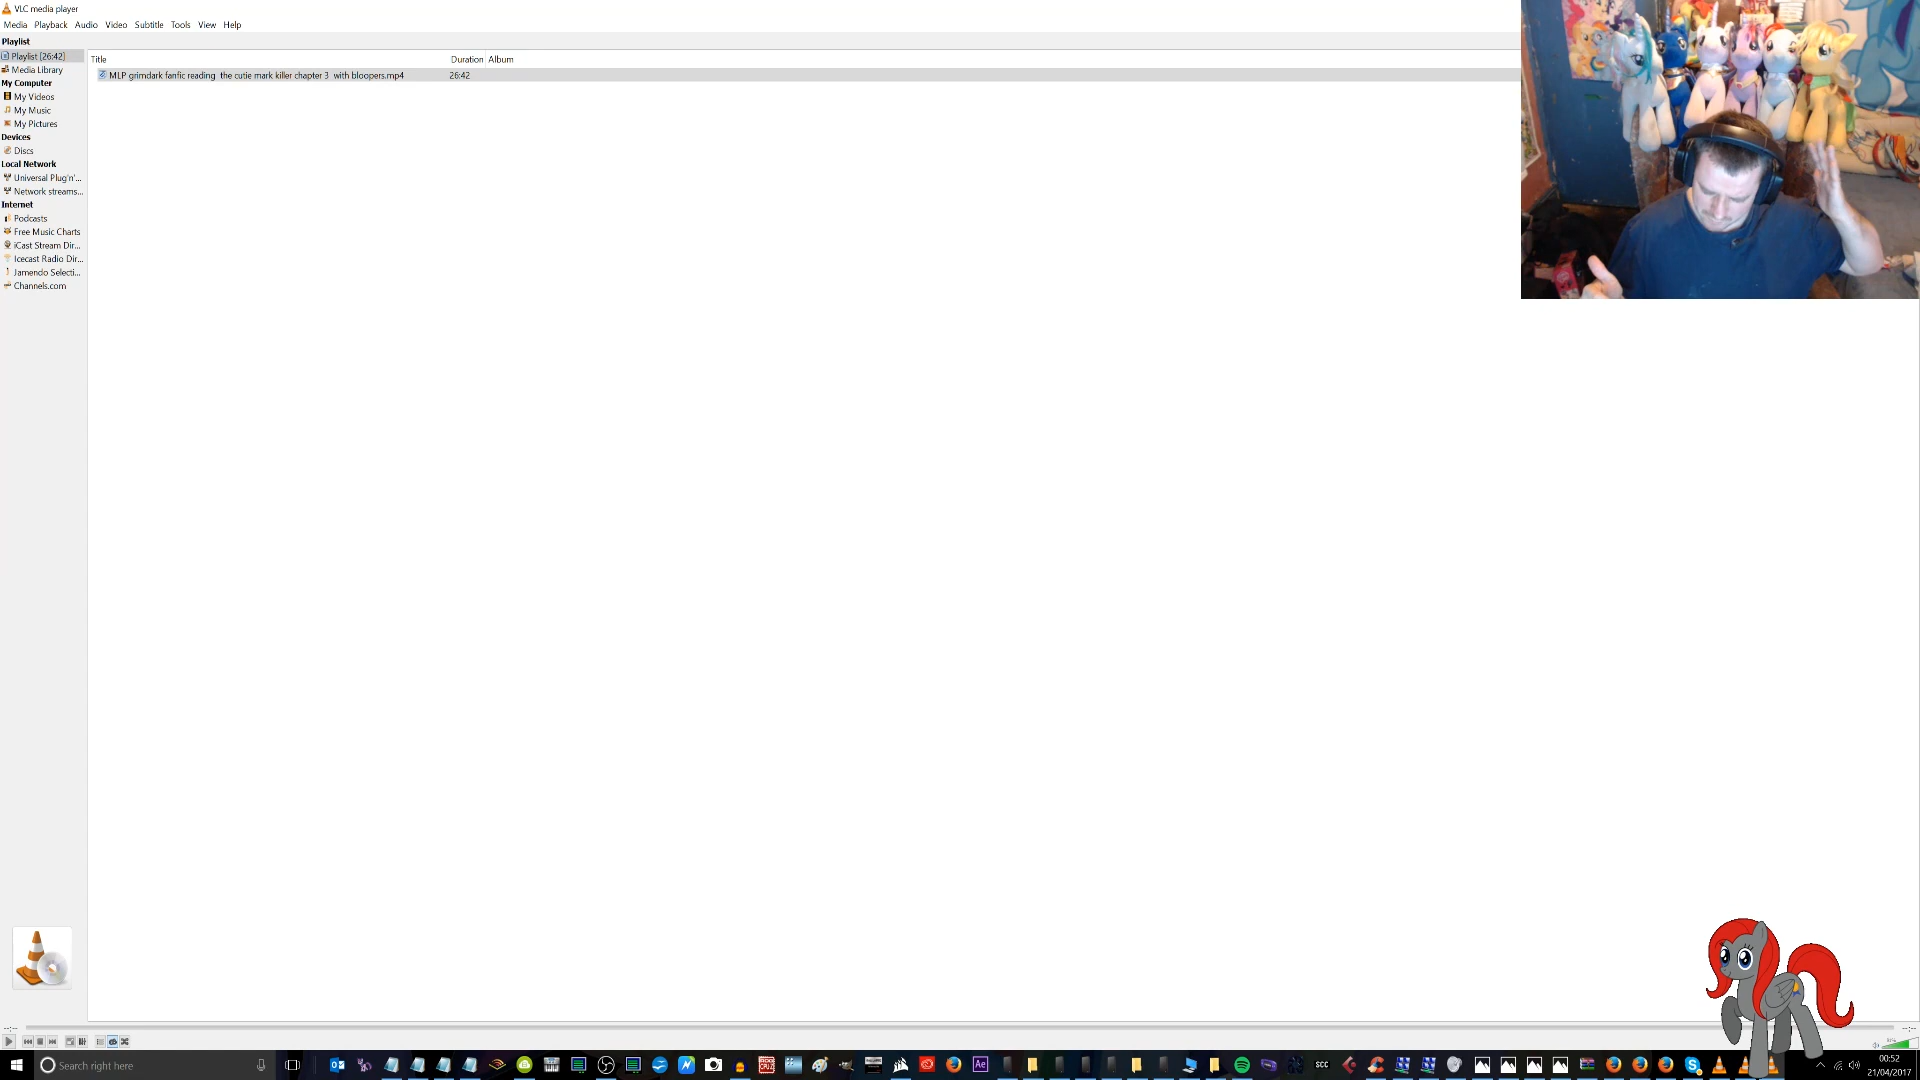 VLC media player
Media Playback Audio Video Subtitle Tools View Help
Playlist
Playlist [26:42]
Title Duration Album
Media Library
MLP grimdark fanfic reading  the cutie mark killer chapter 3  with bloopers.mp4 26:42
My Computer
My Videos
My Music
My Pictures
Devices
Discs
Local Network
Universal Plug'n'...
Network streams...
Internet
Podcasts
Free Music Charts
iCast Stream Dir...
Icecast Radio Dir...
Jamendo Selecti...
Channels.com
--:-- --:--
Search right here
Ae
SCC
00:52
21/04/2017